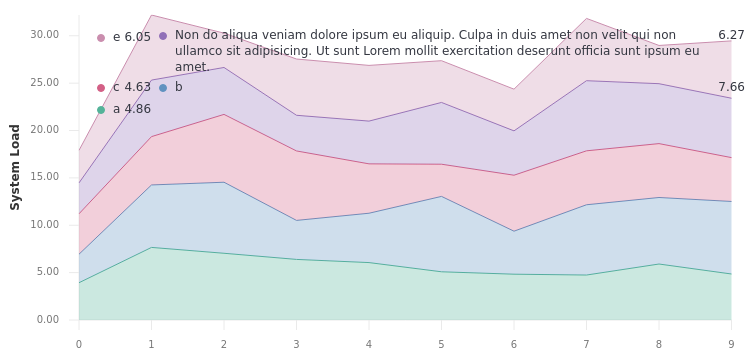 30.00
25.00
20.00
15.00
10.00
5.00
0.00
System Load
e 6.05
Non do aliqua veniam dolore ipsum eu aliquip. Culpa in duis amet non velit qui non
ullamco sit adipisicing. Ut sunt Lorem mollit exercitation deserunt officia sunt ipsum eu
amet.
6.27
c 4.63
b
7.66
a 4.86
0 1 2 3 4 5 6 7 8 9